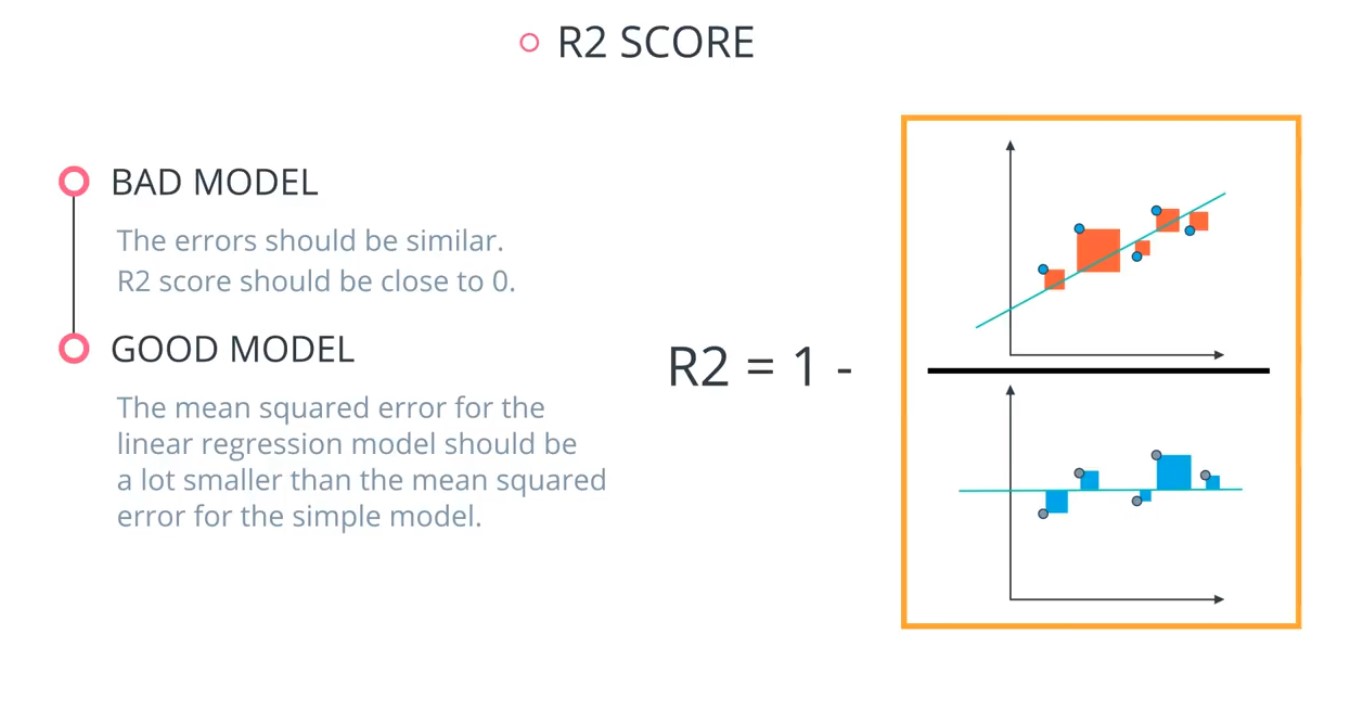 R2 SCORE
BAD MODEL
The errors should be similar.
R2 score should be close to 0.
GOOD MODEL
The mean squared error for the
linear regression model should be
a lot smaller than the mean squared
error for the simple model.
R2 = 1 -